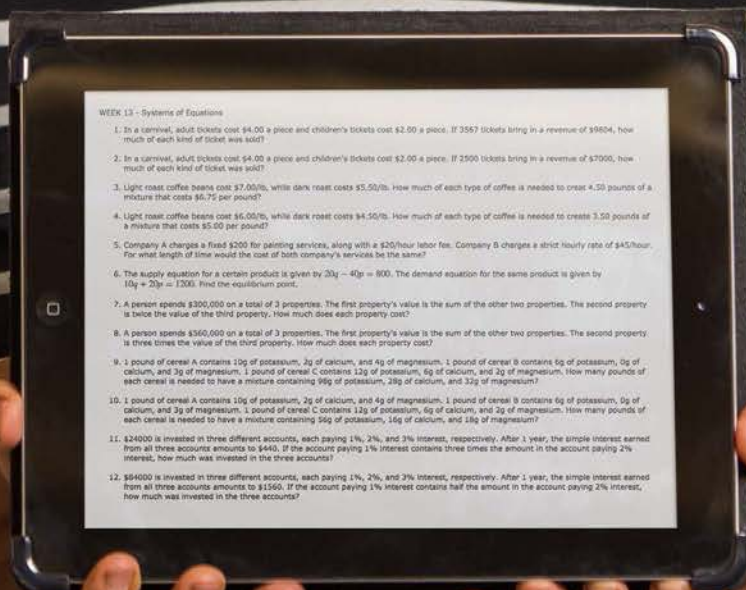 WEEK 13 - Systems of Equations
1. In a carnival, adult tickets cost $4.00 a piece and children's tickets cost $2.00 a piece. If 3567 tickets bring in a revenue of $9804, how
much of each kind of ticket was sold?
2. In a carnival, adult tickets cost $4.00 a piece and children's tickets cost $2.00 a piece. If 2500 tickets bring in a revenue of $7000, how
much of each kind of ticket was sold?
3. Light roast coffee beans cost $7.00/lb, while dark roast costs $5.50/lb. How much of each type of coffee is needed to creat 4.50 pounds of a
mixture that costs $6.75 per pound?
4. Light roast coffee beans cost $6.00/lb, while dark roast costs $4.50/lb. How much of each type of coffee is needed to create 3.50 pounds of
a mixture that costs $5.00 per pound?
5. Company A charges a fixed $200 for painting services, along with a $20/hour labor fee. Company B charges a strict hourly rate of $45/hour.
For what length of time would the cost of both company's services be the same?
6. The supply equation for a certain product is given by 20q − 40p = 800. The demand equation for the same product is given by
10q + 20p = 1200. Find the equilibrium point.
7. A person spends $300,000 on a total of 3 properties. The first property's value is the sum of the other two properties. The second property
is twice the value of the third property. How much does each property cost?
8. A person spends $560,000 on a total of 3 properties. The first property's value is the sum of the other two properties. The second property
is three times the value of the third property. How much does each property cost?
9. 1 pound of cereal A contains 10g of potassium, 2g of calcium, and 4g of magnesium. 1 pound of cereal B contains 6g of potassium, 0g of
calcium, and 3g of magnesium. 1 pound of cereal C contains 12g of potassium, 6g of calcium, and 2g of magnesium. How many pounds of
each cereal is needed to have a mixture containing 98g of potassium, 28g of calcium, and 32g of magnesium?
10. 1 pound of cereal A contains 10g of potassium, 2g of calcium, and 4g of magnesium. 1 pound of cereal B contains 6g of potassium, 0g of
calcium, and 3g of magnesium. 1 pound of cereal C contains 12g of potassium, 6g of calcium, and 2g of magnesium. How many pounds of
each cereal is needed to have a mixture containing 56g of potassium, 16g of calcium, and 18g of magnesium?
11. $24000 is invested in three different accounts, each paying 1%, 2%, and 3% interest, respectively. After 1 year, the simple interest earned
from all three accounts amounts to $440. If the account paying 1% interest contains three times the amount in the account paying 2%
interest, how much was invested in the three accounts?
12. $84000 is invested in three different accounts, each paying 1%, 2%, and 3% interest, respectively. After 1 year, the simple interest earned
from all three accounts amounts to $1560. If the account paying 1% interest contains half the amount in the account paying 2% interest,
how much was invested in the three accounts?